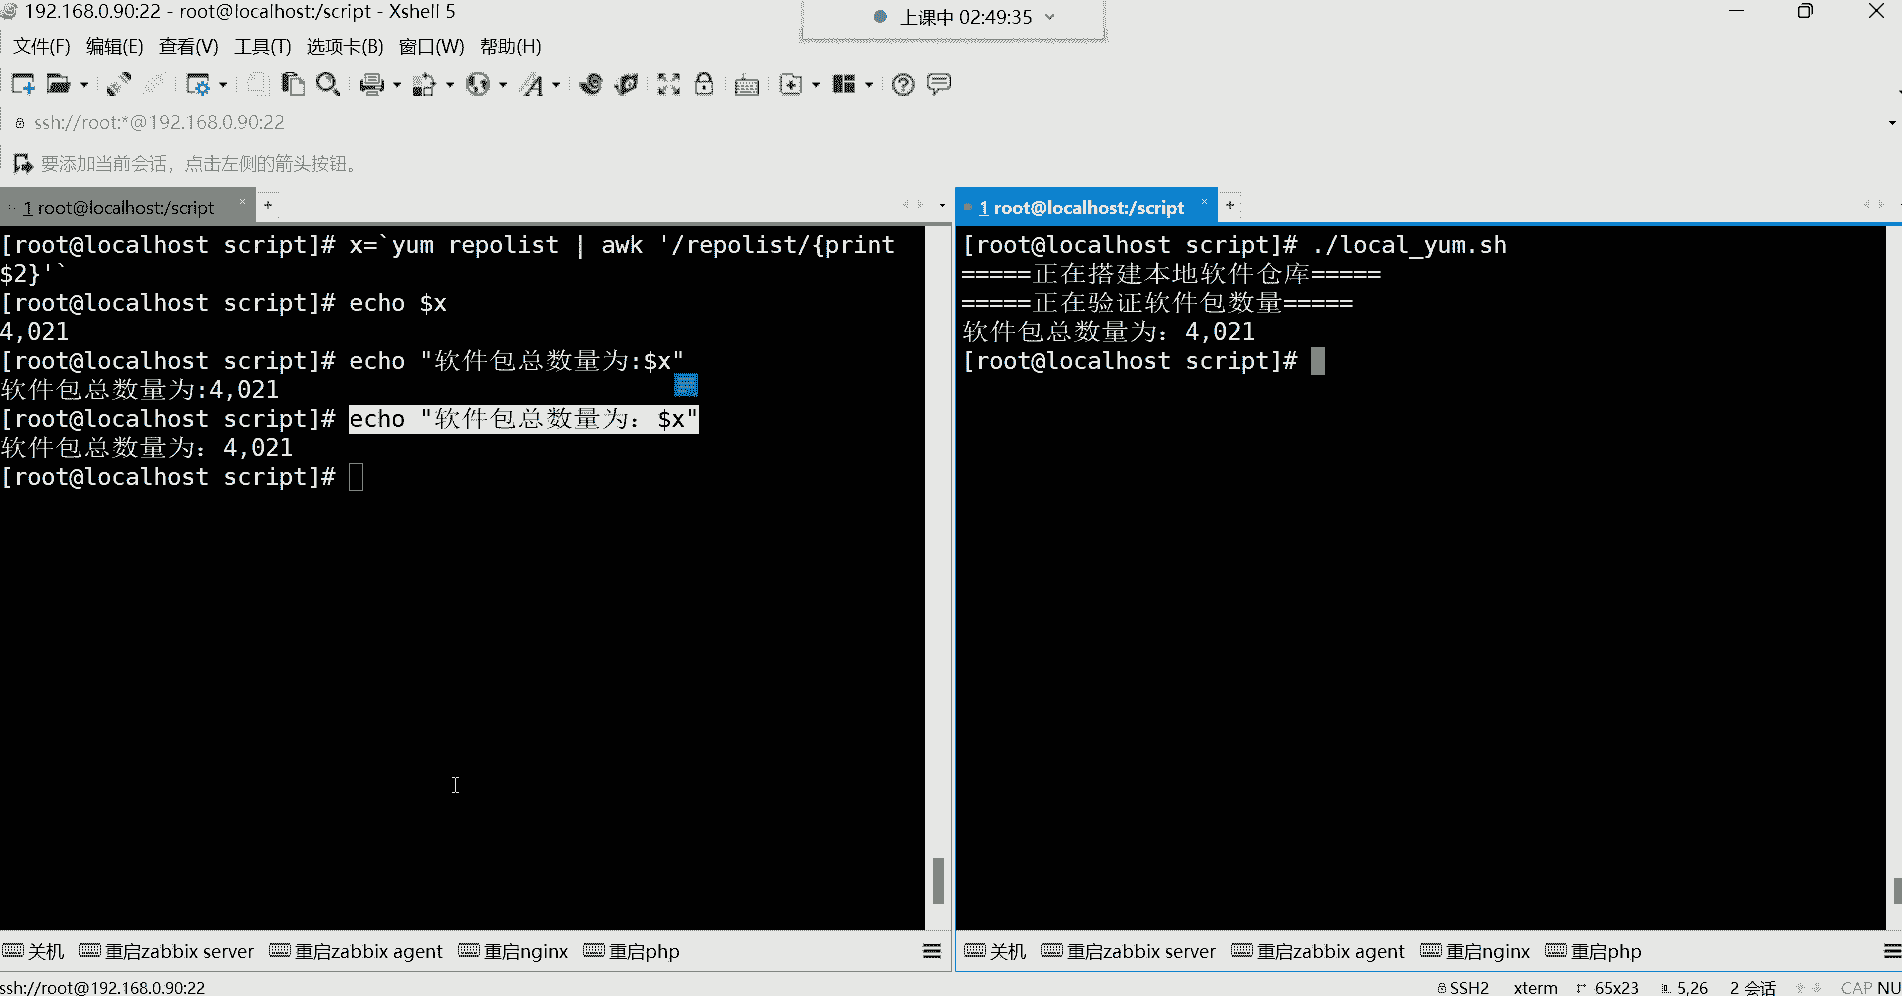 192.168.0.90:22 - root@localhost:/script - Xshell 5
上课中 02:49:35
文件(F) 编辑(E) 查看(V) 工具(T) 选项卡(B) 窗口(W) 帮助(H)
ssh://root:*@192.168.0.90:22
要添加当前会话，点击左侧的箭头按钮。
1 root@localhost:/script
[root@localhost script]# x=`yum repolist | awk '/repolist/{print
$2}'`
[root@localhost script]# echo $x
4,021
[root@localhost script]# echo "软件包总数量为:$x"
软件包总数量为:4,021
[root@localhost script]# echo "软件包总数量为：$x"
软件包总数量为：4,021
[root@localhost script]#
1 root@localhost:/script
[root@localhost script]# ./local_yum.sh
=====正在搭建本地软件仓库=====
=====正在验证软件包数量=====
软件包总数量为：4,021
[root@localhost script]#
关机 重启zabbix server 重启zabbix agent 重启nginx 重启php
关机 重启zabbix server 重启zabbix agent 重启nginx 重启php
ssh://root@192.168.0.90:22
SSH2 xterm 65x23 5,26 2 会话 CAP NU